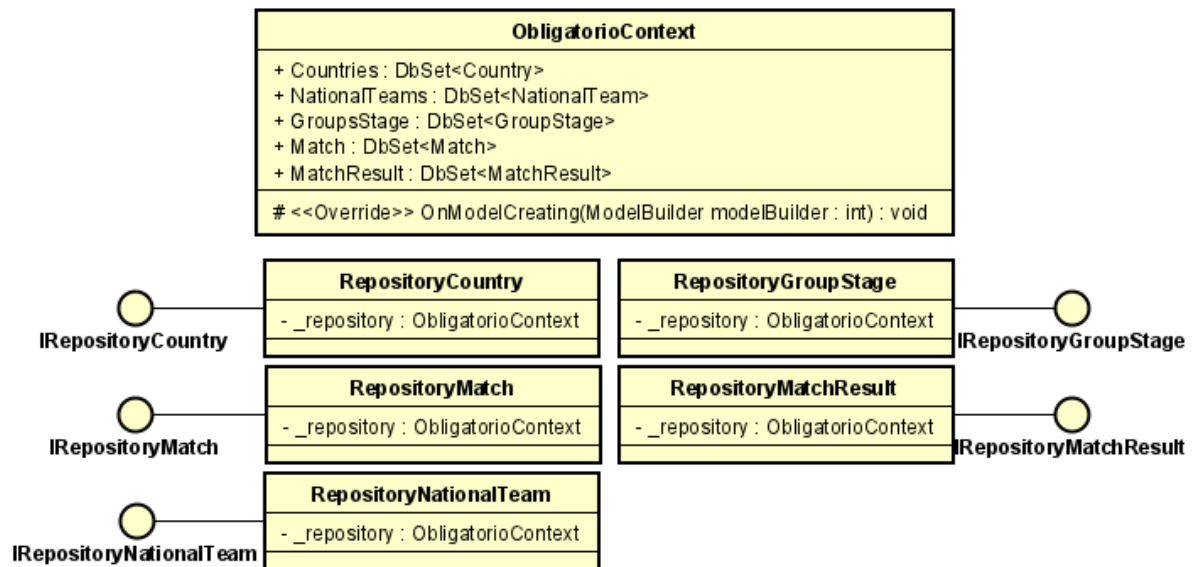 ObligatorioContext
+ Countries : DbSet<Country>
+ NationalTeams : DbSet<NationalTeam>
+ GroupsStage : DbSet<GroupStage>
+ Match : DbSet<Match>
+ MatchResult : DbSet<MatchResult>
# <<Override>> OnModelCreating(ModelBuilder modelBuilder : int) : void
RepositoryCountry
- _repository : ObligatorioContext
IRepositoryCountry
RepositoryGroupStage
- _repository : ObligatorioContext
IRepositoryGroupStage
RepositoryMatch
- _repository : ObligatorioContext
IRepositoryMatch
RepositoryMatchResult
- _repository : ObligatorioContext
IRepositoryMatchResult
RepositoryNationalTeam
- _repository : ObligatorioContext
IRepositoryNationalTeam